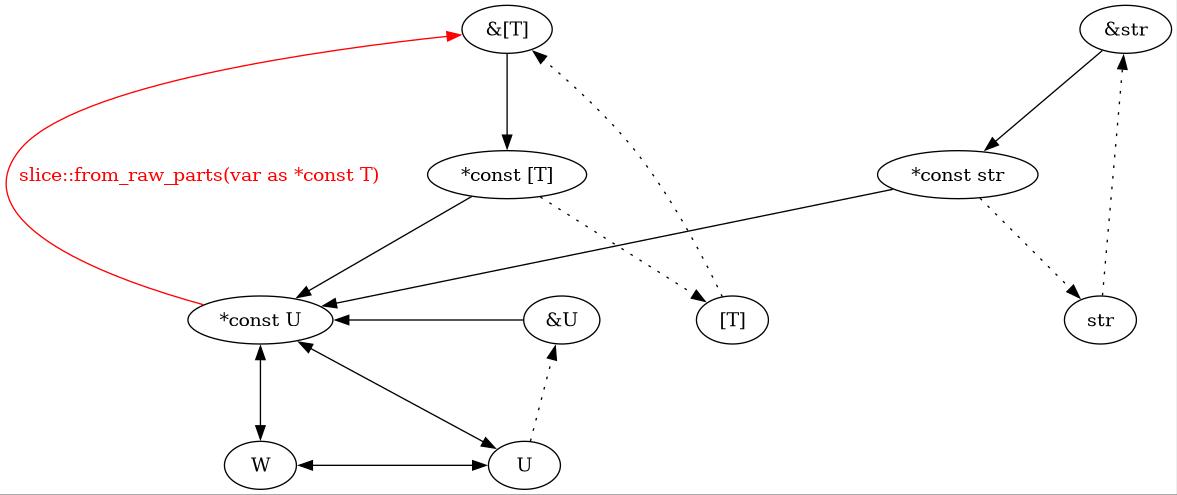 &[T]
&str
slice::from_raw_parts(var as *const T)
*const [T]
*const str
*const U
&U
[T]
str
W
U